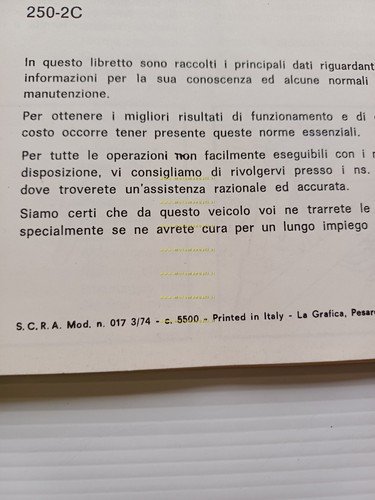 250-2C
In questo libretto sono raccolti i principali dati riguardant
informazioni per la sua conoscenza ed alcune normali
manutenzione.
Per ottenere i migliori risultati di funzionamento e di
costo occorre tener presente queste norme essenziali.
Per tutte le operazioni non facilmente eseguibili con i
disposizione, vi consigliamo di rivolgervi presso i ns.
dove troverete un'assistenza razionale ed accurata.
Siamo certi che da questo veicolo voi ne trarrete le
specialmente se ne avrete cura per un lungo impiego
S.C.R.A. Mod. n. 017 3/74 - c. 5500 - Printed in Italy - La Grafica, Pesaro